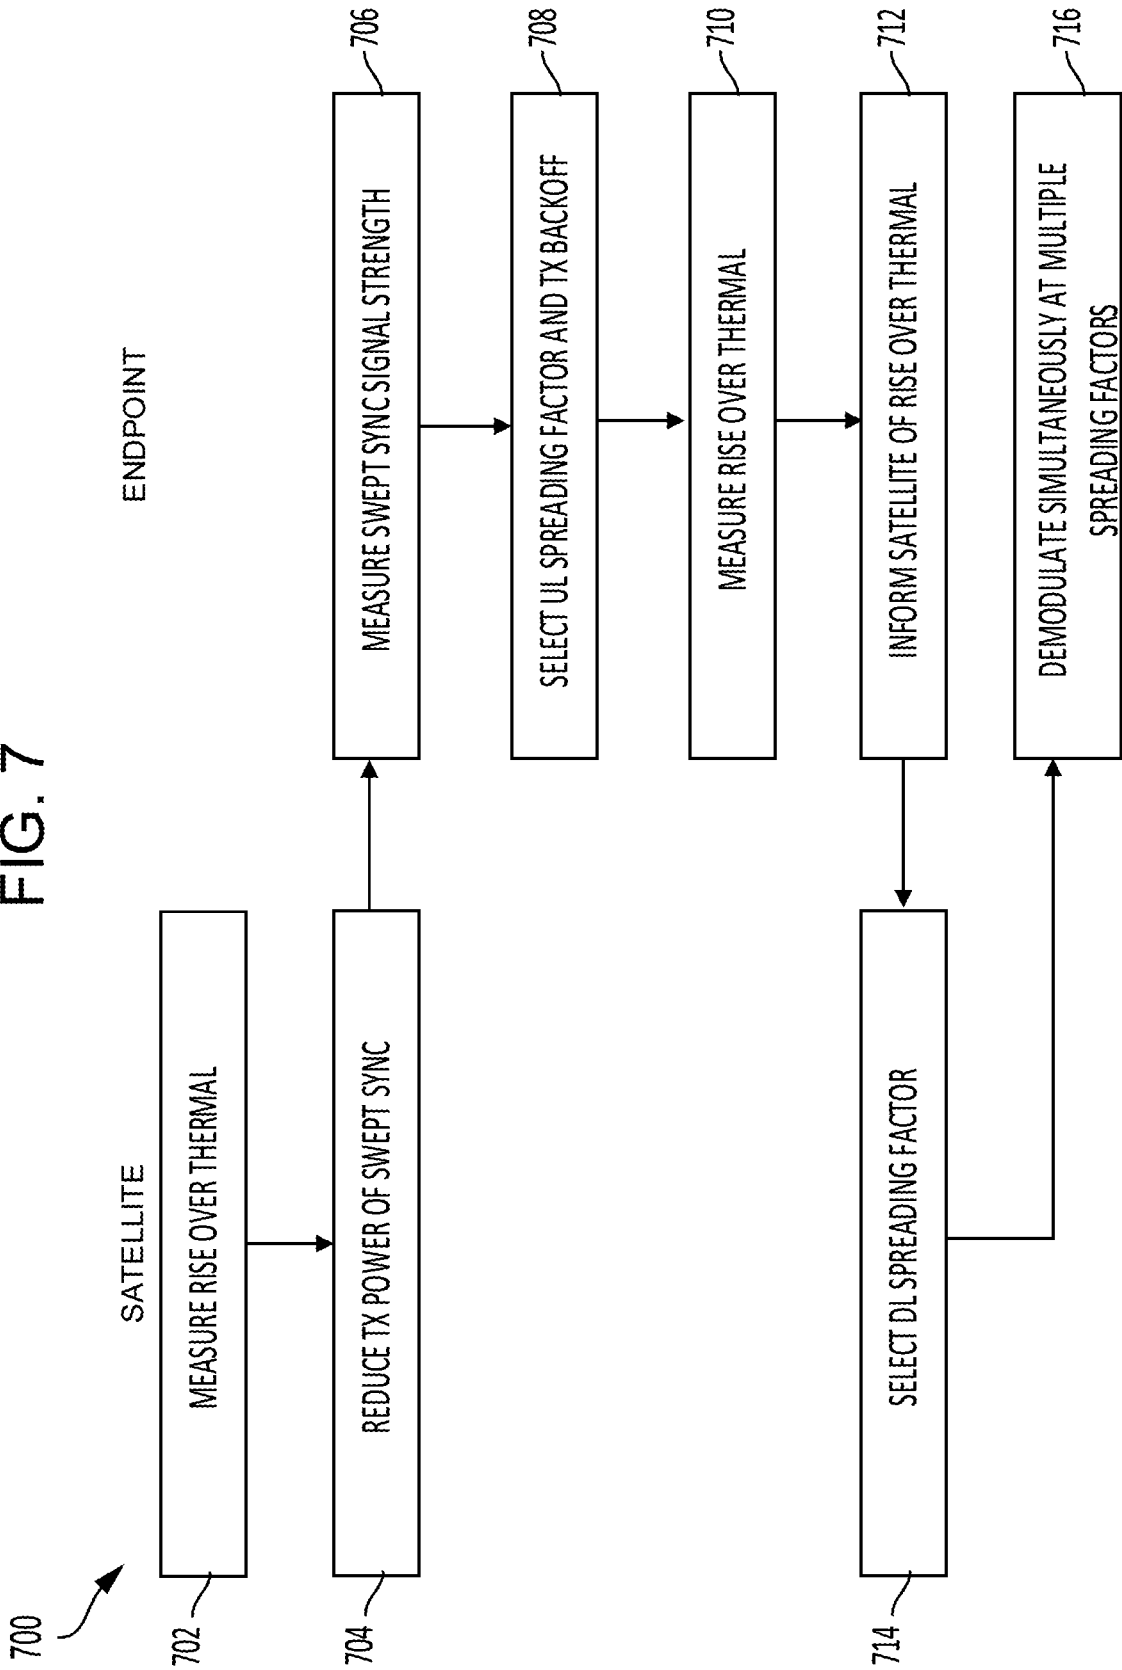 FIG. 7
700
SATELLITE
ENDPOINT
MEASURE RISE OVER THERMAL
702
REDUCE TX POWER OF SWEPT SYNC
704
MEASURE SWEPT SYNC SIGNAL STRENGTH
706
SELECT UL SPREADING FACTOR AND TX BACKOFF
708
MEASURE RISE OVER THERMAL
710
INFORM SATELLITE OF RISE OVER THERMAL
712
SELECT DL SPREADING FACTOR
714
DEMODULATE SIMULTANEOUSLY AT MULTIPLE
SPREADING FACTORS
716